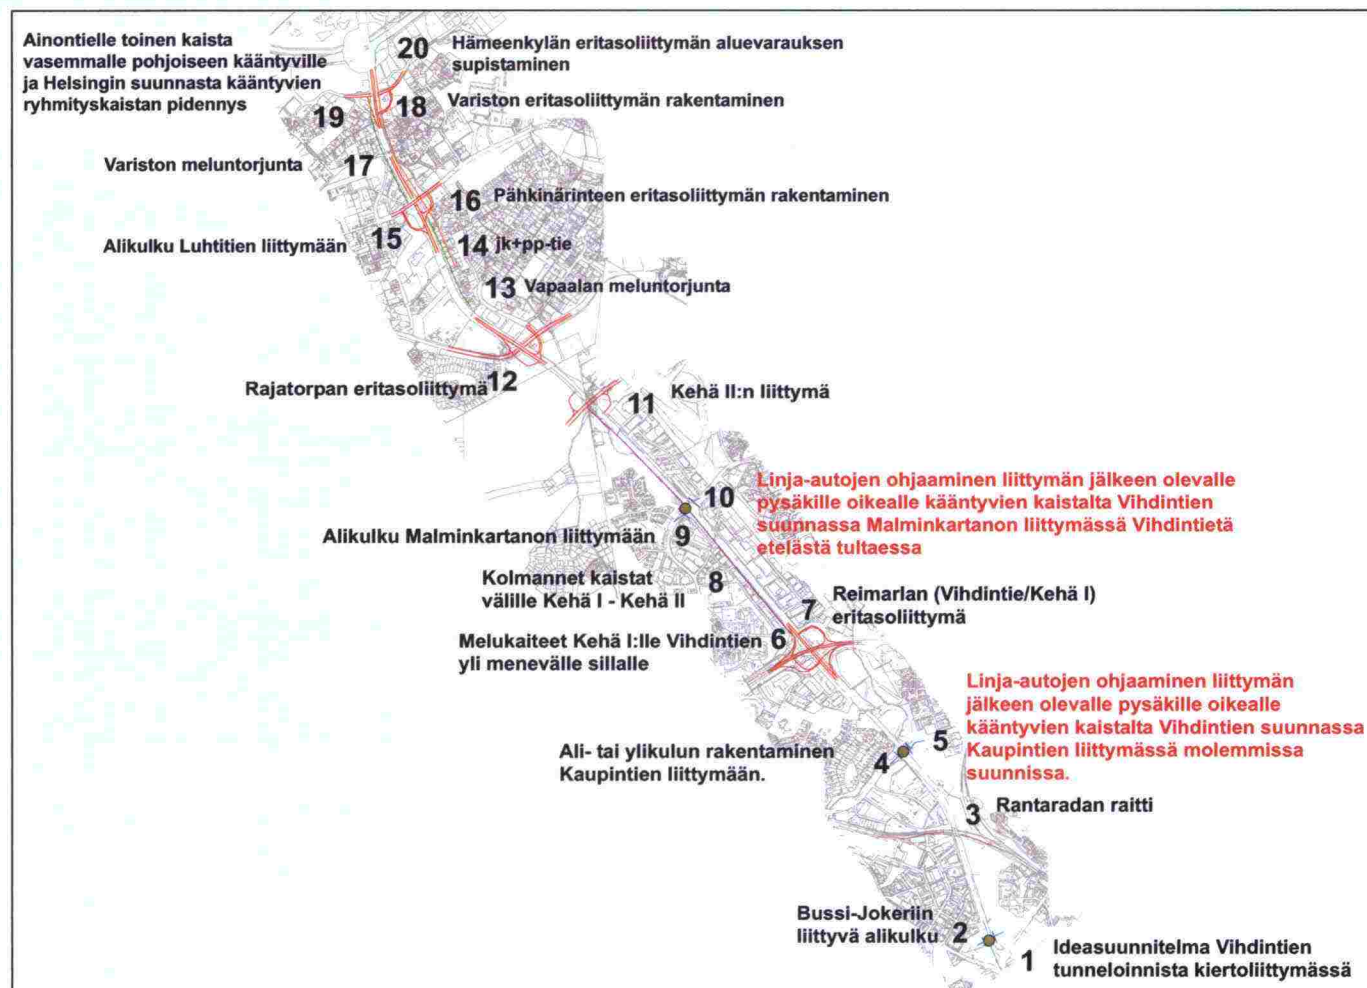 Ainontielle toinen kaista
vasemmalle pohjoiseen kääntyville
ja Helsingin suunnasta kääntyvien
ryhmityskaistan pidennys
19
20
Hämeenkylän eritasoliittymän aluevarauksen
supistaminen
18
Variston eritasoliittymän rakentaminen
Variston meluntorjunta
17
16
Pähkinärinteen eritasoliittymän rakentaminen
Alikulku Luhtitien liittymään
15
14
jk+pp-tie
13
Vapaalan meluntorjunta
Rajatorpan eritasoliittymä
12
11
Kehä II:n liittymä
10
Linja-autojen ohjaaminen liittymän jälkeen olevalle
pysäkille oikealle kääntyvien kaistalta Vihdintien
suunnassa Malminkartanon liittymässä Vihdintietä
etelästä tultaessa
Alikulku Malminkartanon liittymään
9
Kolmannet kaistat
välille Kehä I - Kehä II
8
7
Reimarlan (Vihdintie/Kehä I)
eritasoliittymä
Melukaiteet Kehä I:lle Vihdintien
yli menevälle sillalle
6
Linja-autojen ohjaaminen liittymän
jälkeen olevalle pysäkille oikealle
kääntyvien kaistalta Vihdintien suunnassa
Kaupintien liittymässä molemmissa
suunnissa.
5
Ali- tai ylikulun rakentaminen
Kaupintien liittymään.
4
3
Rantaradan raitti
Bussi-Jokeriin
liittyvä alikulku
2
1
Ideasuunnitelma Vihdintien
tunneloinnista kiertoliittymässä